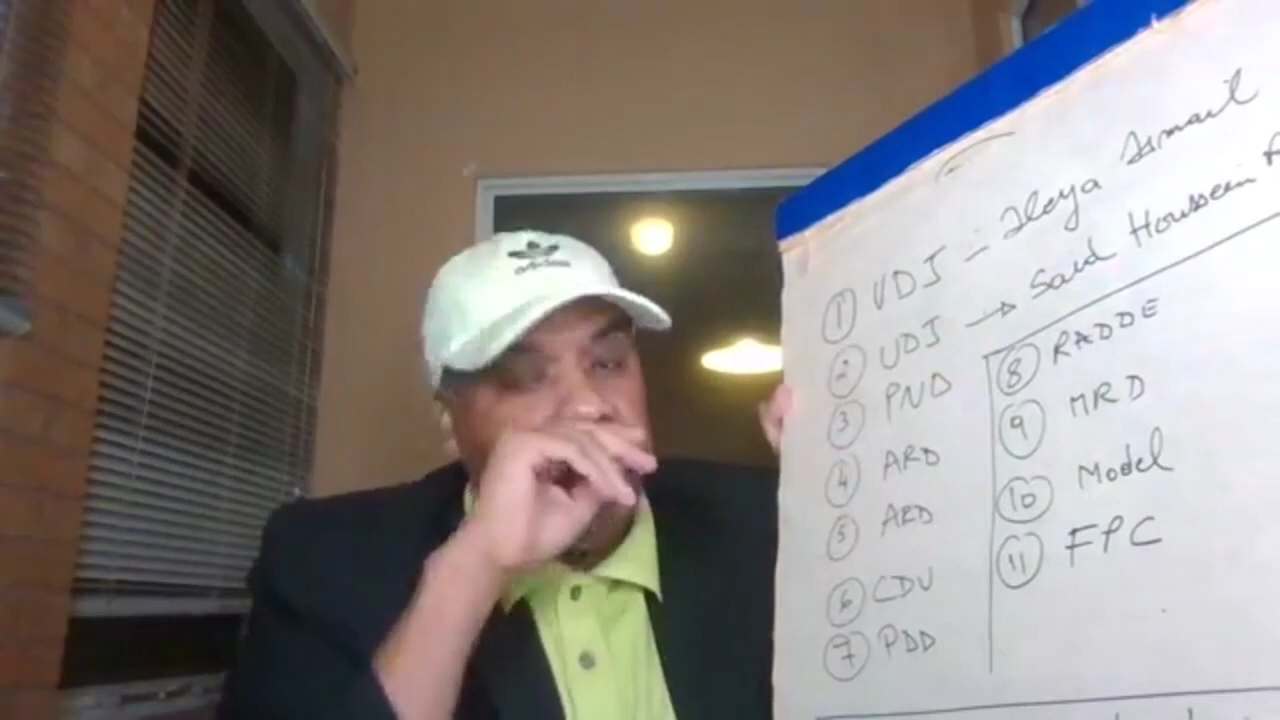 adidas
1 UDJ - Ileya Ismail
2 UDJ → Said Houssein
3 PND
4 ARD
5 ARD
6 CDU
7 PDD
8 RADDE
9 MRD
10 Model
11 FPC